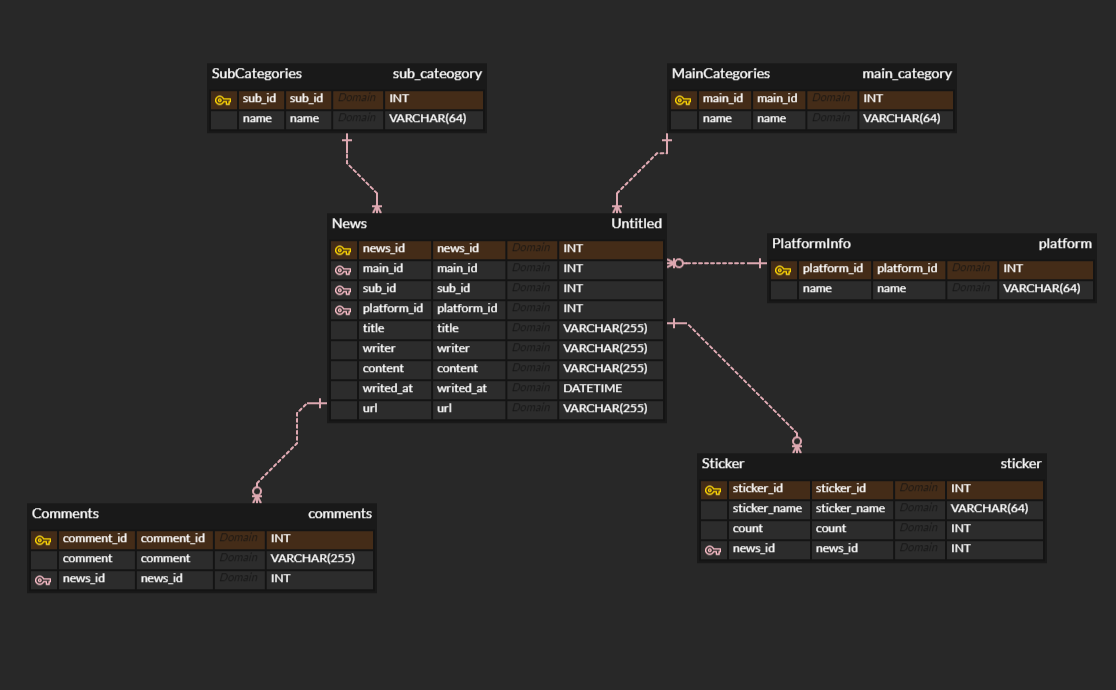 SubCategories sub_cateogory
sub_id sub_id Domain INT
name name Domain VARCHAR(64)
MainCategories main_category
main_id main_id Domain INT
name name Domain VARCHAR(64)
News Untitled
news_id news_id Domain INT
main_id main_id Domain INT
sub_id sub_id Domain INT
platform_id platform_id Domain INT
title title Domain VARCHAR(255)
writer writer Domain VARCHAR(255)
content content Domain VARCHAR(255)
writed_at writed_at Domain DATETIME
url url Domain VARCHAR(255)
PlatformInfo platform
platform_id platform_id Domain INT
name name Domain VARCHAR(64)
Sticker sticker
sticker_id sticker_id Domain INT
sticker_name sticker_name Domain VARCHAR(64)
count count Domain INT
news_id news_id Domain INT
Comments comments
comment_id comment_id Domain INT
comment comment Domain VARCHAR(255)
news_id news_id Domain INT